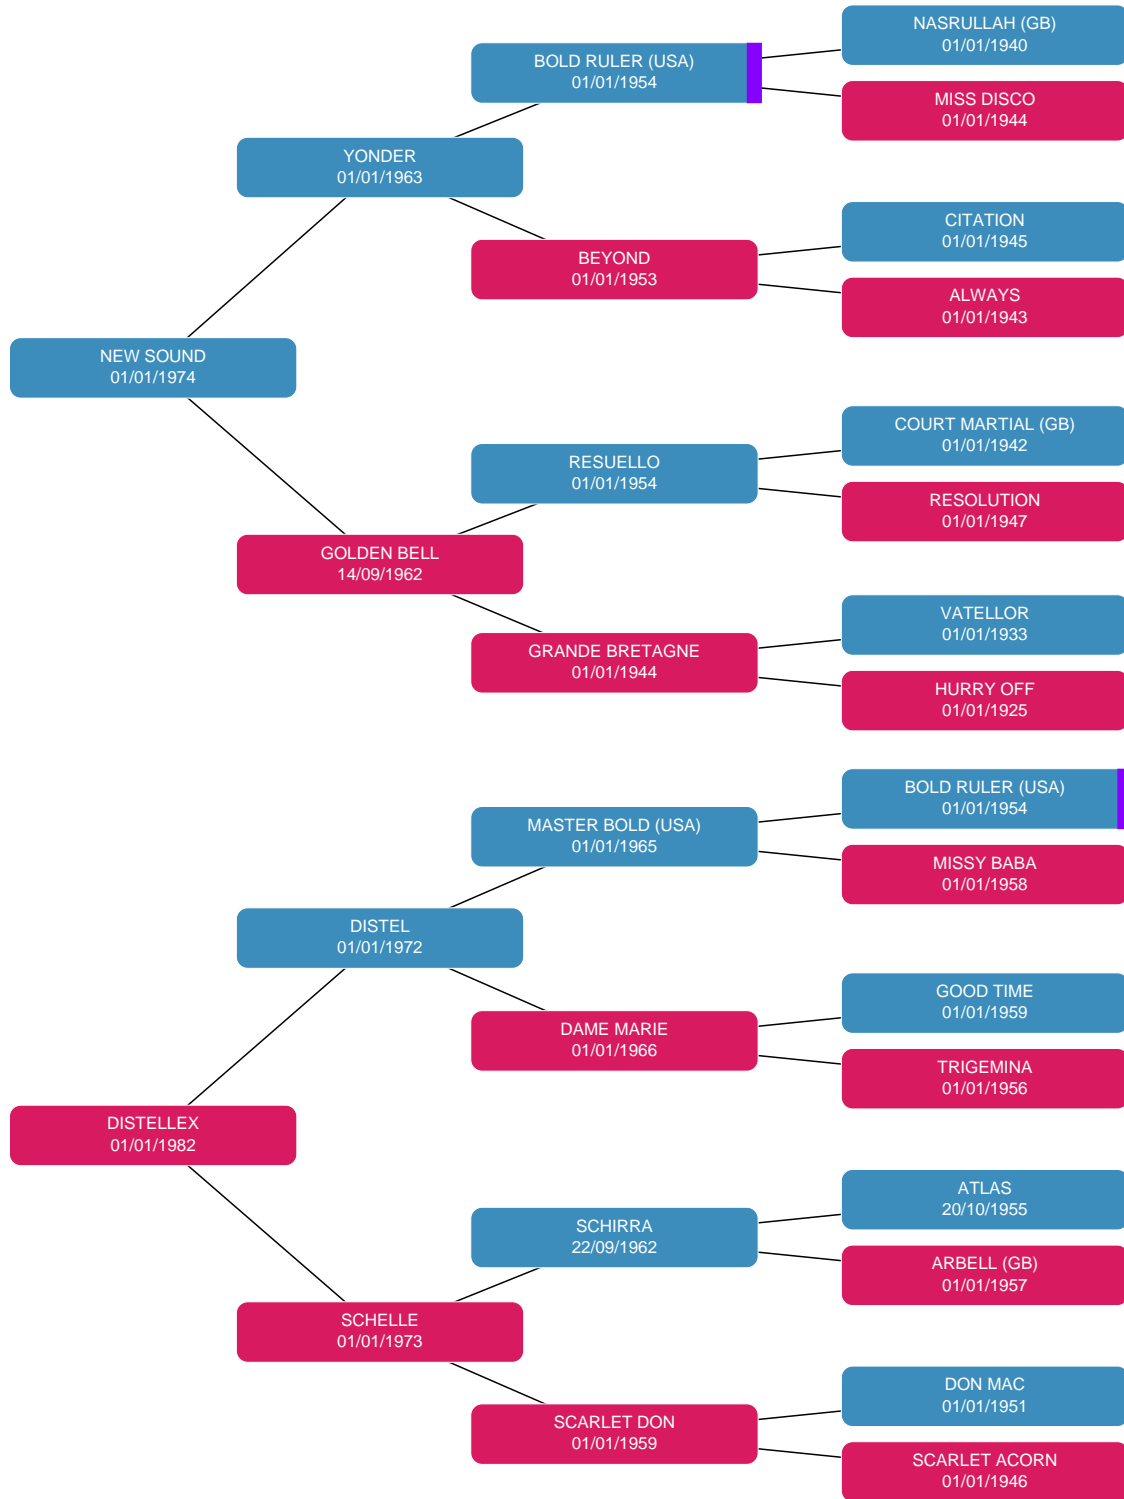 NASRULLAH (GB)
01/01/1940
BOLD RULER (USA)
01/01/1954
MISS DISCO
01/01/1944
YONDER
01/01/1963
CITATION
01/01/1945
BEYOND
01/01/1953
ALWAYS
01/01/1943
NEW SOUND
01/01/1974
COURT MARTIAL (GB)
01/01/1942
RESUELLO
01/01/1954
RESOLUTION
01/01/1947
GOLDEN BELL
14/09/1962
VATELLOR
01/01/1933
GRANDE BRETAGNE
01/01/1944
HURRY OFF
01/01/1925
BOLD RULER (USA)
01/01/1954
MASTER BOLD (USA)
01/01/1965
MISSY BABA
01/01/1958
DISTEL
01/01/1972
GOOD TIME
01/01/1959
DAME MARIE
01/01/1966
TRIGEMINA
01/01/1956
DISTELLEX
01/01/1982
ATLAS
20/10/1955
SCHIRRA
22/09/1962
ARBELL (GB)
01/01/1957
SCHELLE
01/01/1973
DON MAC
01/01/1951
SCARLET DON
01/01/1959
SCARLET ACORN
01/01/1946